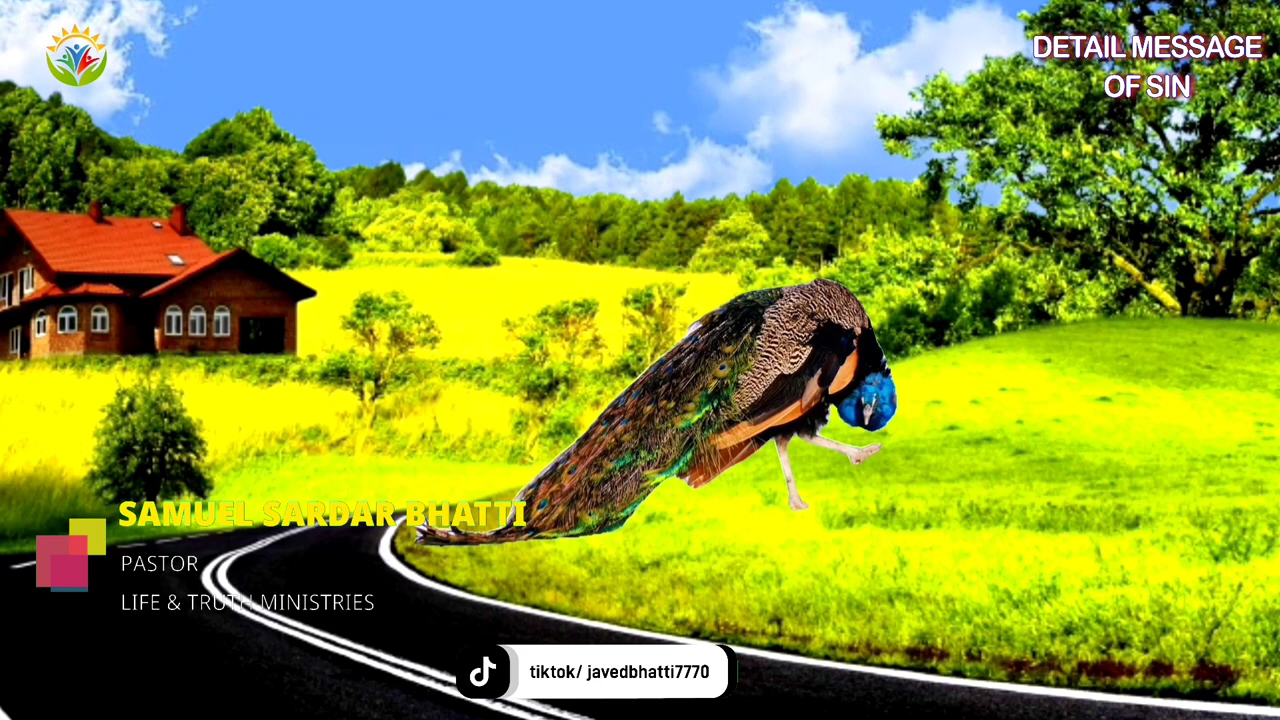 DETAIL MESSAGE
OF SIN
SAMUEL SARDAR BHATTI
PASTOR
LIFE & TRUTH MINISTRIES
tiktok/ javedbhatti7770